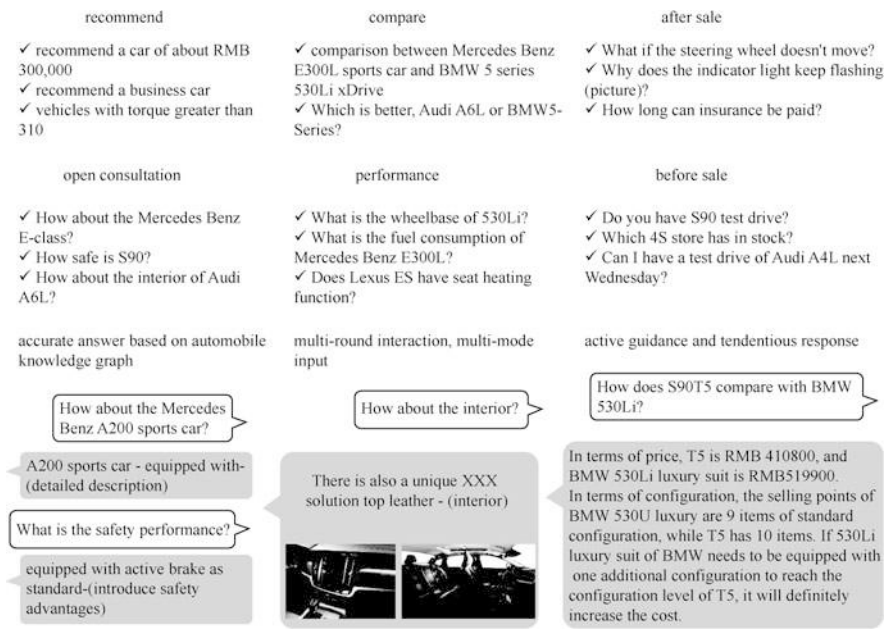 recommend
✓ recommend a car of about RMB
300,000
✓ recommend a business car
✓ vehicles with torque greater than
310
compare
✓ comparison between Mercedes Benz
E300L sports car and BMW 5 series
530Li xDrive
✓ Which is better, Audi A6L or BMW5-
Series?
after sale
✓ What if the steering wheel doesn't move?
✓ Why does the indicator light keep flashing
(picture)?
✓ How long can insurance be paid?
open consultation
✓ How about the Mercedes Benz
E-class?
✓ How safe is S90?
✓ How about the interior of Audi
A6L?
performance
✓ What is the wheelbase of 530Li?
✓ What is the fuel consumption of
Mercedes Benz E300L?
✓ Does Lexus ES have seat heating
function?
before sale
✓ Do you have S90 test drive?
✓ Which 4S store has in stock?
✓ Can I have a test drive of Audi A4L next
Wednesday?
accurate answer based on automobile
knowledge graph
How about the Mercedes
Benz A200 sports car?
A200 sports car - equipped with-
(detailed description)
What is the safety performance?
equipped with active brake as
standard-(introduce safety
advantages)
multi-round interaction, multi-mode
input
How about the interior?
There is also a unique XXX
solution top leather - (interior)
active guidance and tendentious response
How does S90T5 compare with BMW
530Li?
In terms of price, T5 is RMB 410800, and
BMW 530Li luxury suit is RMB519900.
In terms of configuration, the selling points of
BMW 530U luxury are 9 items of standard
configuration, while T5 has 10 items. If 530Li
luxury suit of BMW needs to be equipped with
one additional configuration to reach the
configuration level of T5, it will definitely
increase the cost.